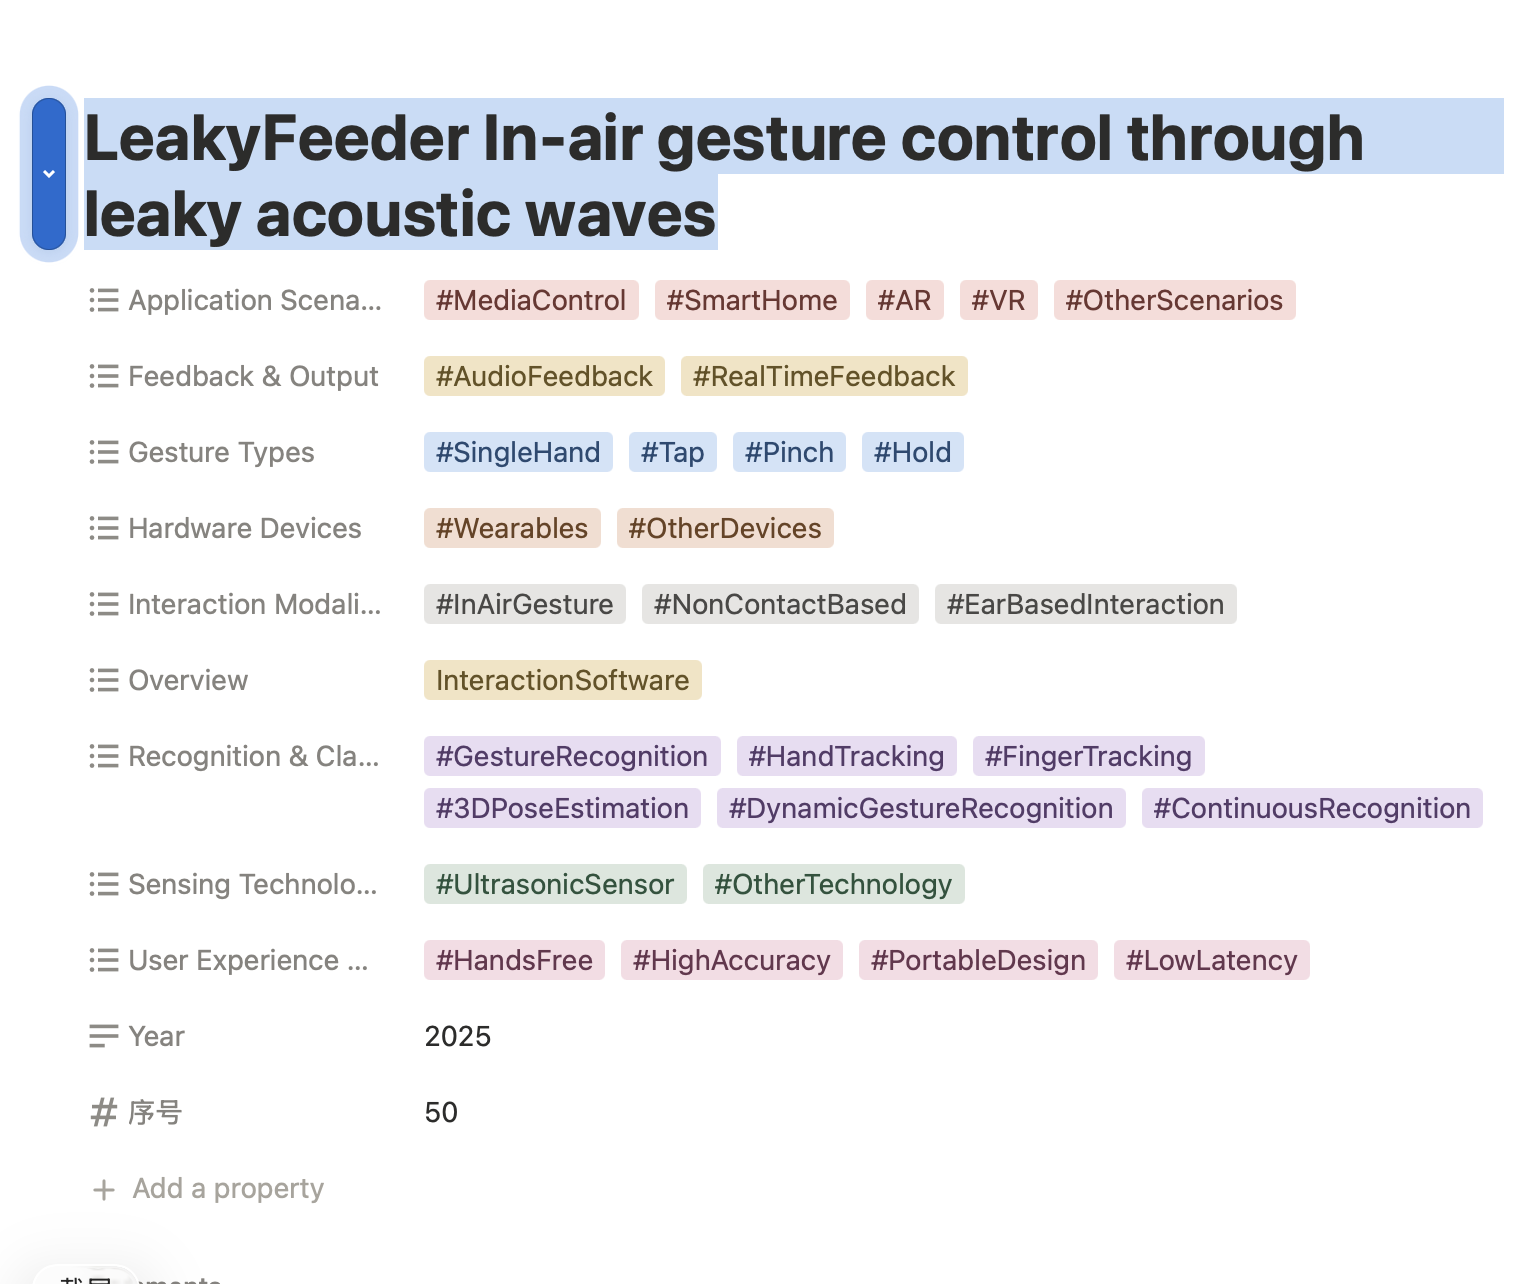 LeakyFeeder In-air gesture control through
leaky acoustic waves
Application Scena... #MediaControl #SmartHome #AR #VR #OtherScenarios
Feedback & Output #AudioFeedback #RealTimeFeedback
Gesture Types #SingleHand #Tap #Pinch #Hold
Hardware Devices #Wearables #OtherDevices
Interaction Modali... #InAirGesture #NonContactBased #EarBasedInteraction
Overview InteractionSoftware
Recognition & Cla... #GestureRecognition #HandTracking #FingerTracking
#3DPoseEstimation #DynamicGestureRecognition #ContinuousRecognition
Sensing Technolo... #UltrasonicSensor #OtherTechnology
User Experience ... #HandsFree #HighAccuracy #PortableDesign #LowLatency
Year 2025
序号 50
Add a property